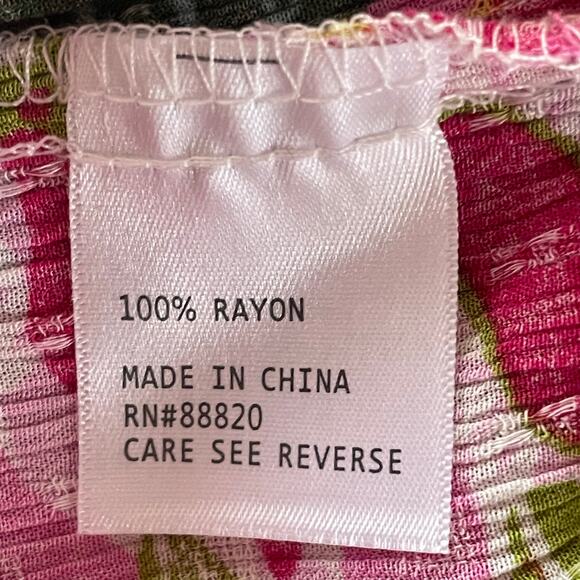 100% RAYON
MADE IN CHINA
RN#88820
CARE SEE REVERSE